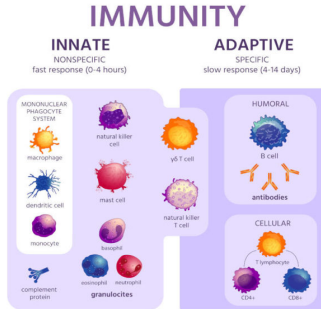 IMMUNITY
INNATE
NONSPECIFIC
fast response (0-4 hours)
ADAPTIVE
SPECIFIC
slow response (4-14 days)
MONONUCLEAR
PHAGOCYTE
SYSTEM
macrophage
dendritic cell
monocyte
complement
protein
natural killer
cell
mast cell
basophil
eosinophil
neutrophil
granulocites
γδ T cell
natural killer
T cell
HUMORAL
B cell
antibodies
CELLULAR
T lymphocyte
CD4+
CD8+